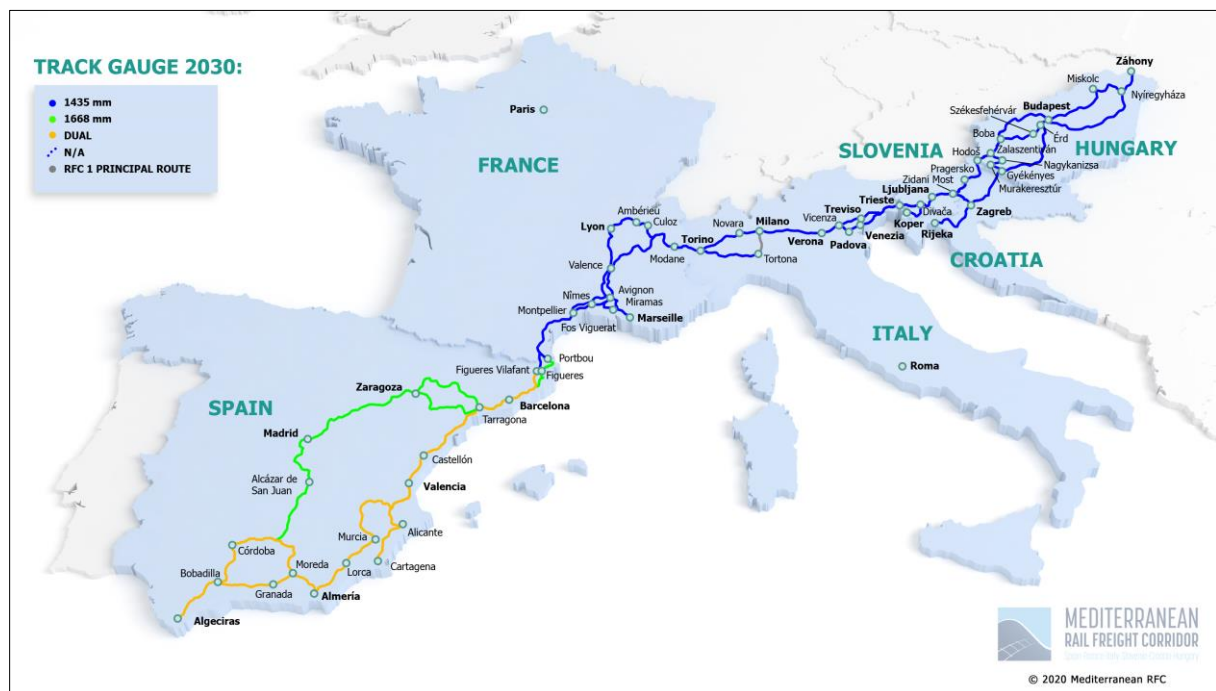 TRACK GAUGE 2030:
1435 mm
1668 mm
DUAL
N/A
RFC 1 PRINCIPAL ROUTE
Záhony
Miskolc
Nyíregyháza
Székesfehérvár
Budapest
Érd
Boba
Paris
FRANCE
SLOVENIA
HUNGARY
Hodoš
Zalaszentiván
Nagykanizsa
Pragersko
Gyékényes
Zidani Most
Murakeresztúr
Ljubljana
Ambérieu
Culoz
Trieste
Treviso
Divača
Zagreb
Lyon
Novara
Milano
Vicenza
Koper
Rijeka
Torino
Verona
Padova
Venezia
Modane
Tortona
CROATIA
Valence
Nîmes
Avignon
Miramas
Montpellier
Marseille
Fos Viguerat
ITALY
Portbou
Roma
Figueres Vilafant
Figueres
Zaragoza
Barcelona
SPAIN
Tarragona
Madrid
Castellón
Alcázar de
San Juan
Valencia
Alicante
Murcia
Córdoba
Cartagena
Moreda
Lorca
Bobadilla
Granada
Almería
Algeciras
MEDITERRANEAN
RAIL FREIGHT CORRIDOR
© 2020 Mediterranean RFC